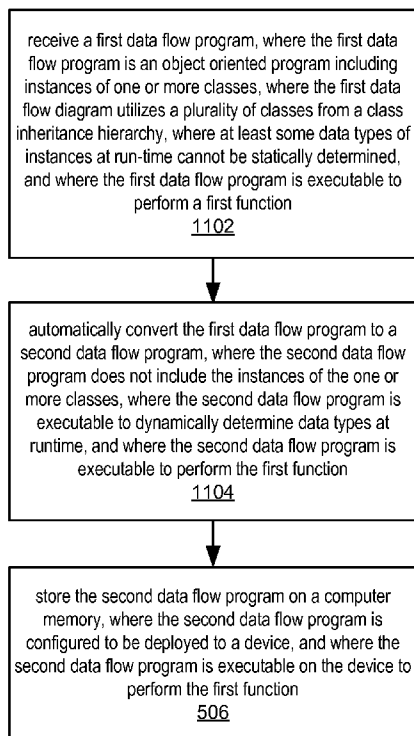 receive a first data flow program, where the first data
flow program is an object oriented program including
instances of one or more classes, where the first data
flow diagram utilizes a plurality of classes from a class
inheritance hierarchy, where at least some data types of
instances at run-time cannot be statically determined,
and where the first data flow program is executable to
perform a first function
1102
automatically convert the first data flow program to a
second data flow program, where the second data flow
program does not include the instances of the one or
more classes, where the second data flow program is
executable to dynamically determine data types at
runtime, and where the second data flow program is
executable to perform the first function
1104
store the second data flow program on a computer
memory, where the second data flow program is
configured to be deployed to a device, and where the
second data flow program is executable on the device to
perform the first function
506